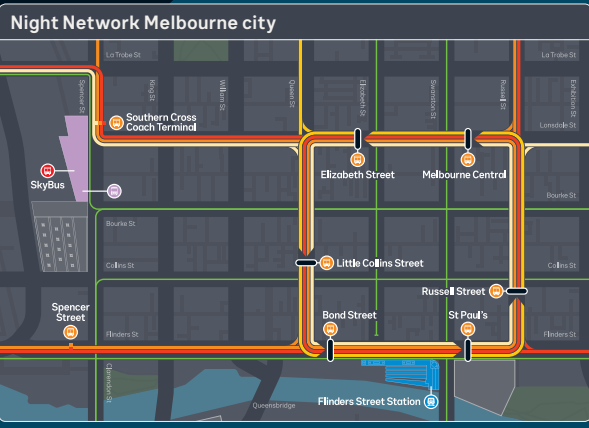 Night Network Melbourne city
La Trobe St
La Trobe St
Spencer St
King St
William St
Queen St
Elizabeth St
Swanston St
Russell St
Exhibition St
Southern Cross
Coach Terminal
Lonsdale St
Elizabeth Street
Melbourne Central
SkyBus
Bourke St
Bourke St
Little Collins Street
Collins St
Collins St
Russell Street
Spencer
Street
Bond Street
St Paul's
Flinders St
Flinders St
Clarendon St
Queensbridge
Flinders Street Station